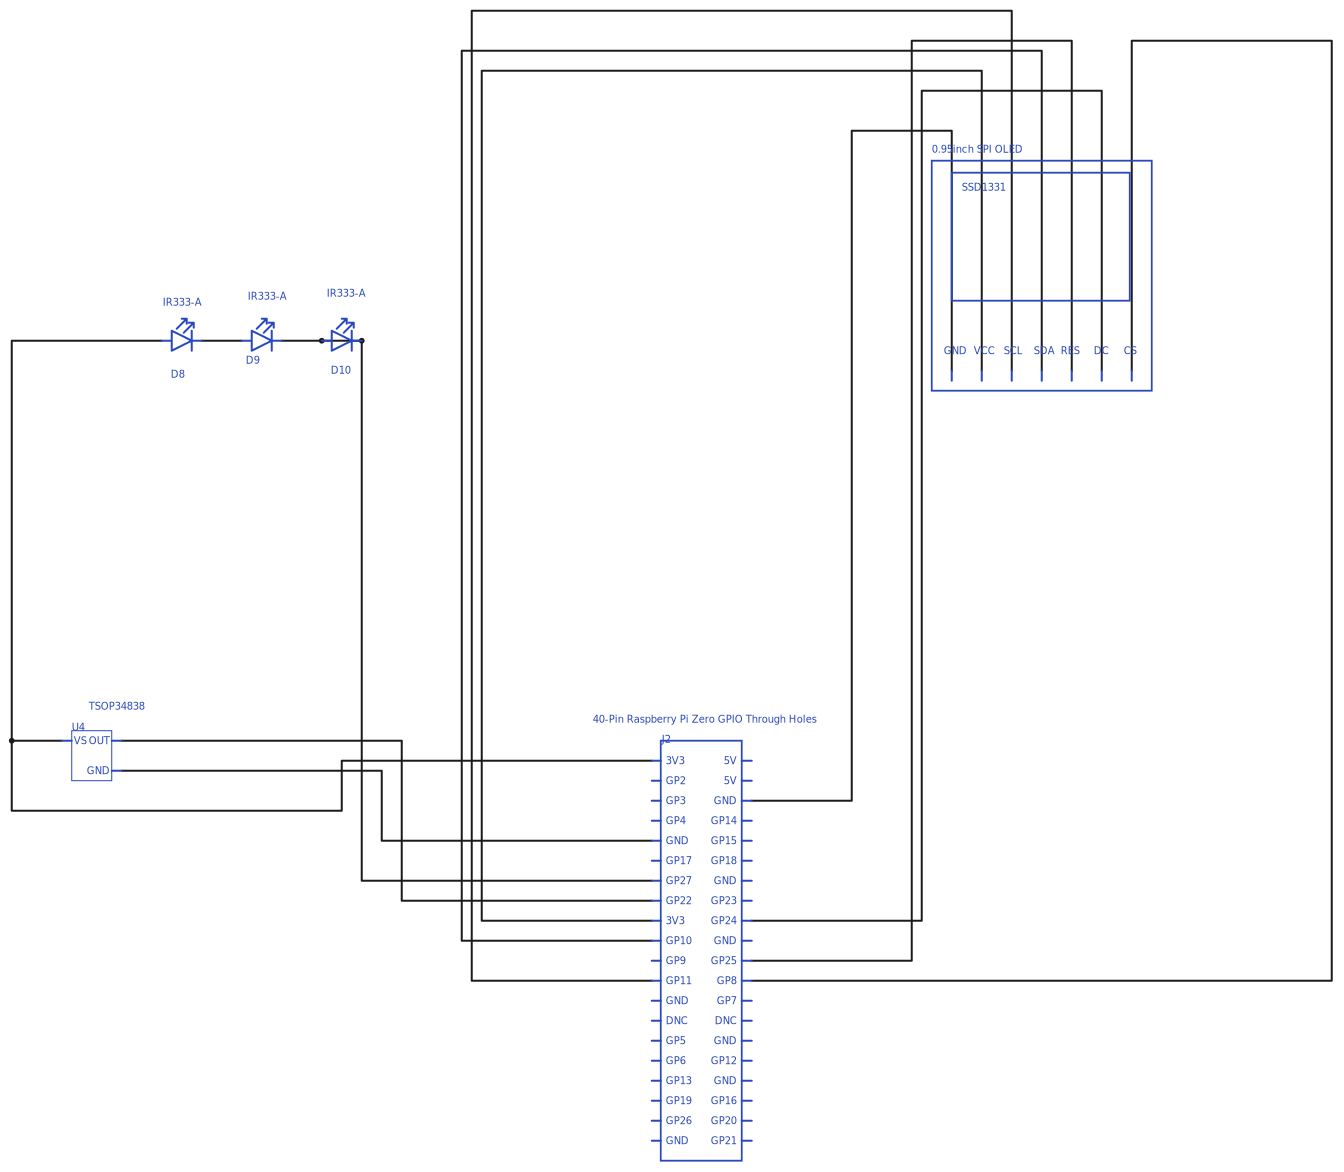 0.95inch SPI OLED
SSD1331
GND VCC SCL SDA RES DC CS
IR333-A IR333-A IR333-A
D8 D9 D10
TSOP34838
U4
VS OUT
GND
40-Pin Raspberry Pi Zero GPIO Through Holes
J2
3V3 5V
GP2 5V
GP3 GND
GP4 GP14
GND GP15
GP17 GP18
GP27 GND
GP22 GP23
3V3 GP24
GP10 GND
GP9 GP25
GP11 GP8
GND GP7
DNC DNC
GP5 GND
GP6 GP12
GP13 GND
GP19 GP16
GP26 GP20
GND GP21